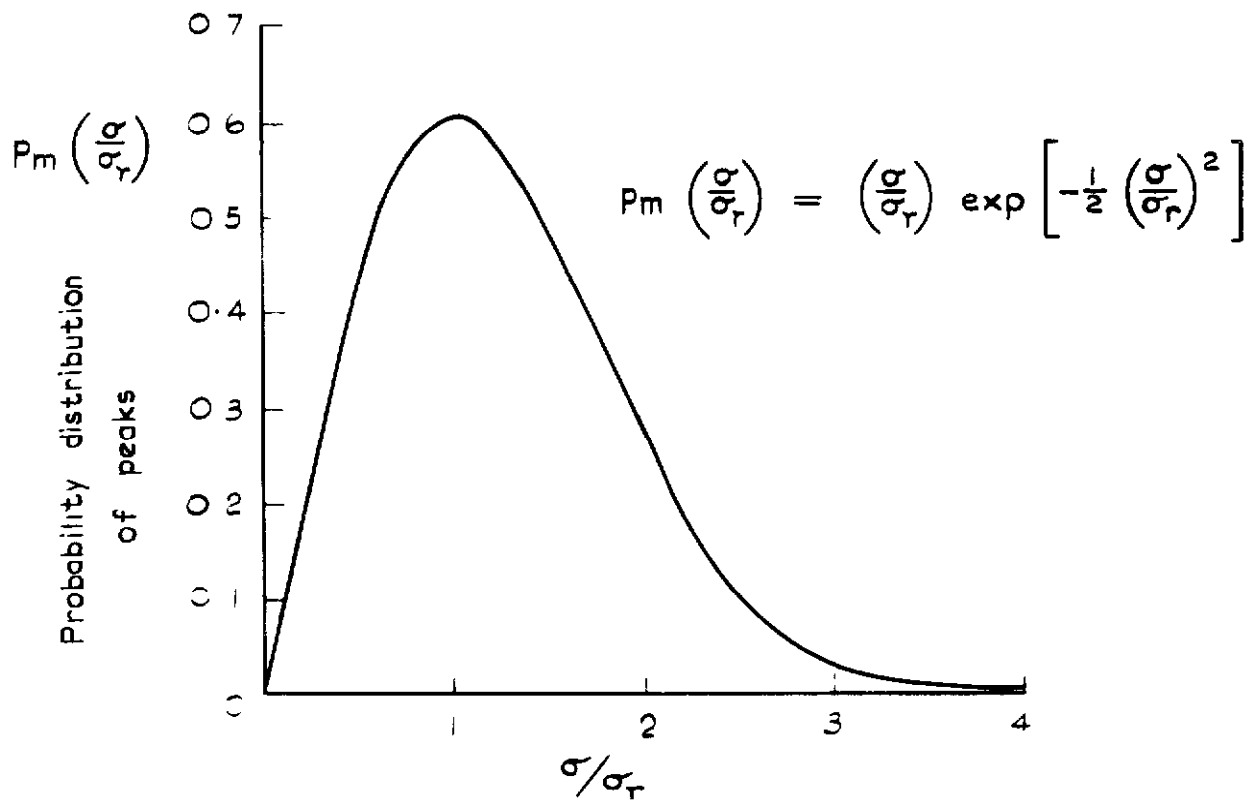 0 7
0 6
Pm (σ/σr)
Pm (σ/σr) = (σ/σr) exp [-1/2 (σ/σr)2]
0 5
0.4
0 3
0 2
0 1
Probability distribution
of peaks
1 2 3 4
σ/σr